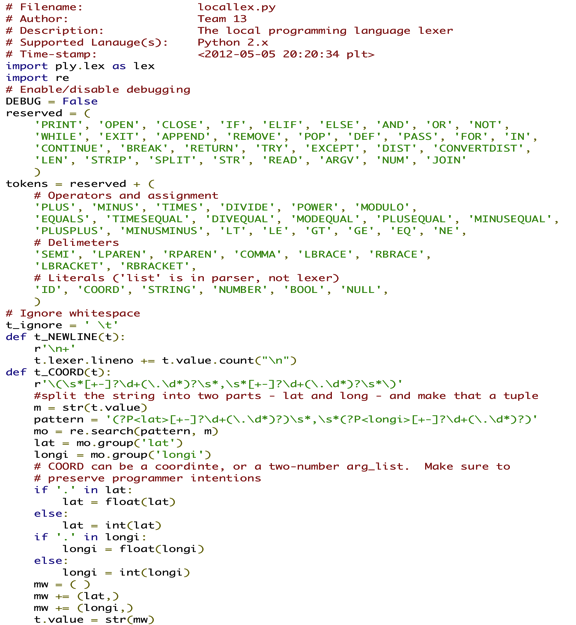 # Filename:                locallex.py
# Author:                  Team 13
# Description:             The local programming language lexer
# Supported Lanauge(s):    Python 2.x
# Time-stamp:              <2012-05-05 20:20:34 plt>
import ply.lex as lex
import re
# Enable/disable debugging
DEBUG = False
reserved = (
    'PRINT', 'OPEN', 'CLOSE', 'IF', 'ELIF', 'ELSE', 'AND', 'OR', 'NOT',
    'WHILE', 'EXIT', 'APPEND', 'REMOVE', 'POP', 'DEF', 'PASS', 'FOR', 'IN',
    'CONTINUE', 'BREAK', 'RETURN', 'TRY', 'EXCEPT', 'DIST', 'CONVERTDIST',
    'LEN', 'STRIP', 'SPLIT', 'STR', 'READ', 'ARGV', 'NUM', 'JOIN'
    )
tokens = reserved + (
    # Operators and assignment
    'PLUS', 'MINUS', 'TIMES', 'DIVIDE', 'POWER', 'MODULO',
    'EQUALS', 'TIMESEQUAL', 'DIVEQUAL', 'MODEQUAL', 'PLUSEQUAL', 'MINUSEQUAL',
    'PLUSPLUS', 'MINUSMINUS', 'LT', 'LE', 'GT', 'GE', 'EQ', 'NE',
    # Delimeters
    'SEMI', 'LPAREN', 'RPAREN', 'COMMA', 'LBRACE', 'RBRACE',
    'LBRACKET', 'RBRACKET',
    # Literals ('list' is in parser, not lexer)
    'ID', 'COORD', 'STRING', 'NUMBER', 'BOOL', 'NULL',
    )
# Ignore whitespace
t_ignore = ' \t'
def t_NEWLINE(t):
    r'\n+'
    t.lexer.lineno += t.value.count("\n")
def t_COORD(t):
    r'\(\s*[+-]?\d+(\.\d*)?\s*,\s*[+-]?\d+(\.\d*)?\s*\)'
    #split the string into two parts - lat and long - and make that a tuple
    m = str(t.value)
    pattern = '(?P<lat>[+-]?\d+(\.\d*)?)\s*,\s*(?P<longi>[+-]?\d+(\.\d*)?)'
    mo = re.search(pattern, m)
    lat = mo.group('lat')
    longi = mo.group('longi')
    # COORD can be a coordinte, or a two-number arg_list.  Make sure to
    # preserve programmer intentions
    if '.' in lat:
        lat = float(lat)
    else:
        lat = int(lat)
    if '.' in longi:
        longi = float(longi)
    else:
        longi = int(longi)
    mw = ( )
    mw += (lat,)
    mw += (longi,)
    t.value = str(mw)